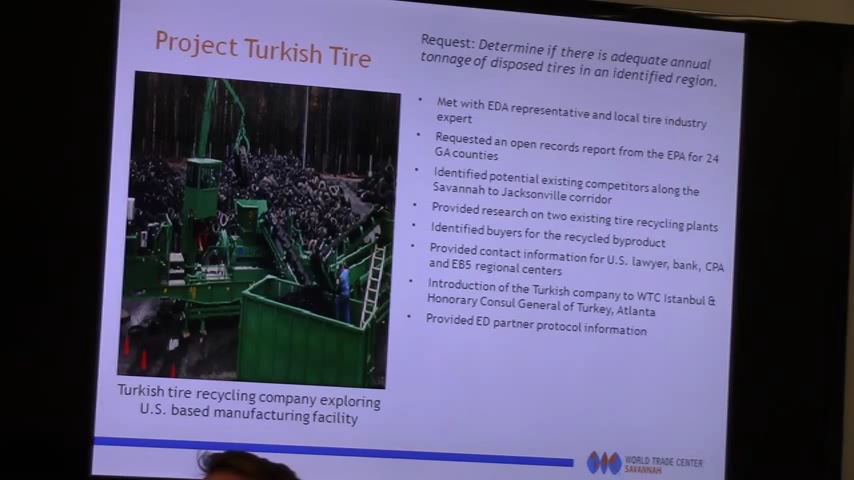 Project Turkish Tire
Request: Determine if there is adequate annual
tonnage of disposed tires in an identified region.
• Met with EDA representative and local tire industry
expert
• Requested an open records report from the EPA for 24
GA counties
• Identified potential existing competitors along the
Savannah to Jacksonville corridor
• Provided research on two existing tire recycling plants
• Identified buyers for the recycled byproduct
• Provided contact information for U.S. lawyer, bank, CPA
and EB5 regional centers
• Introduction of the Turkish company to WTC Istanbul &
Honorary Consul General of Turkey, Atlanta
• Provided ED partner protocol information
Turkish tire recycling company exploring
U.S. based manufacturing facility
WORLD TRADE CENTER
SAVANNAH